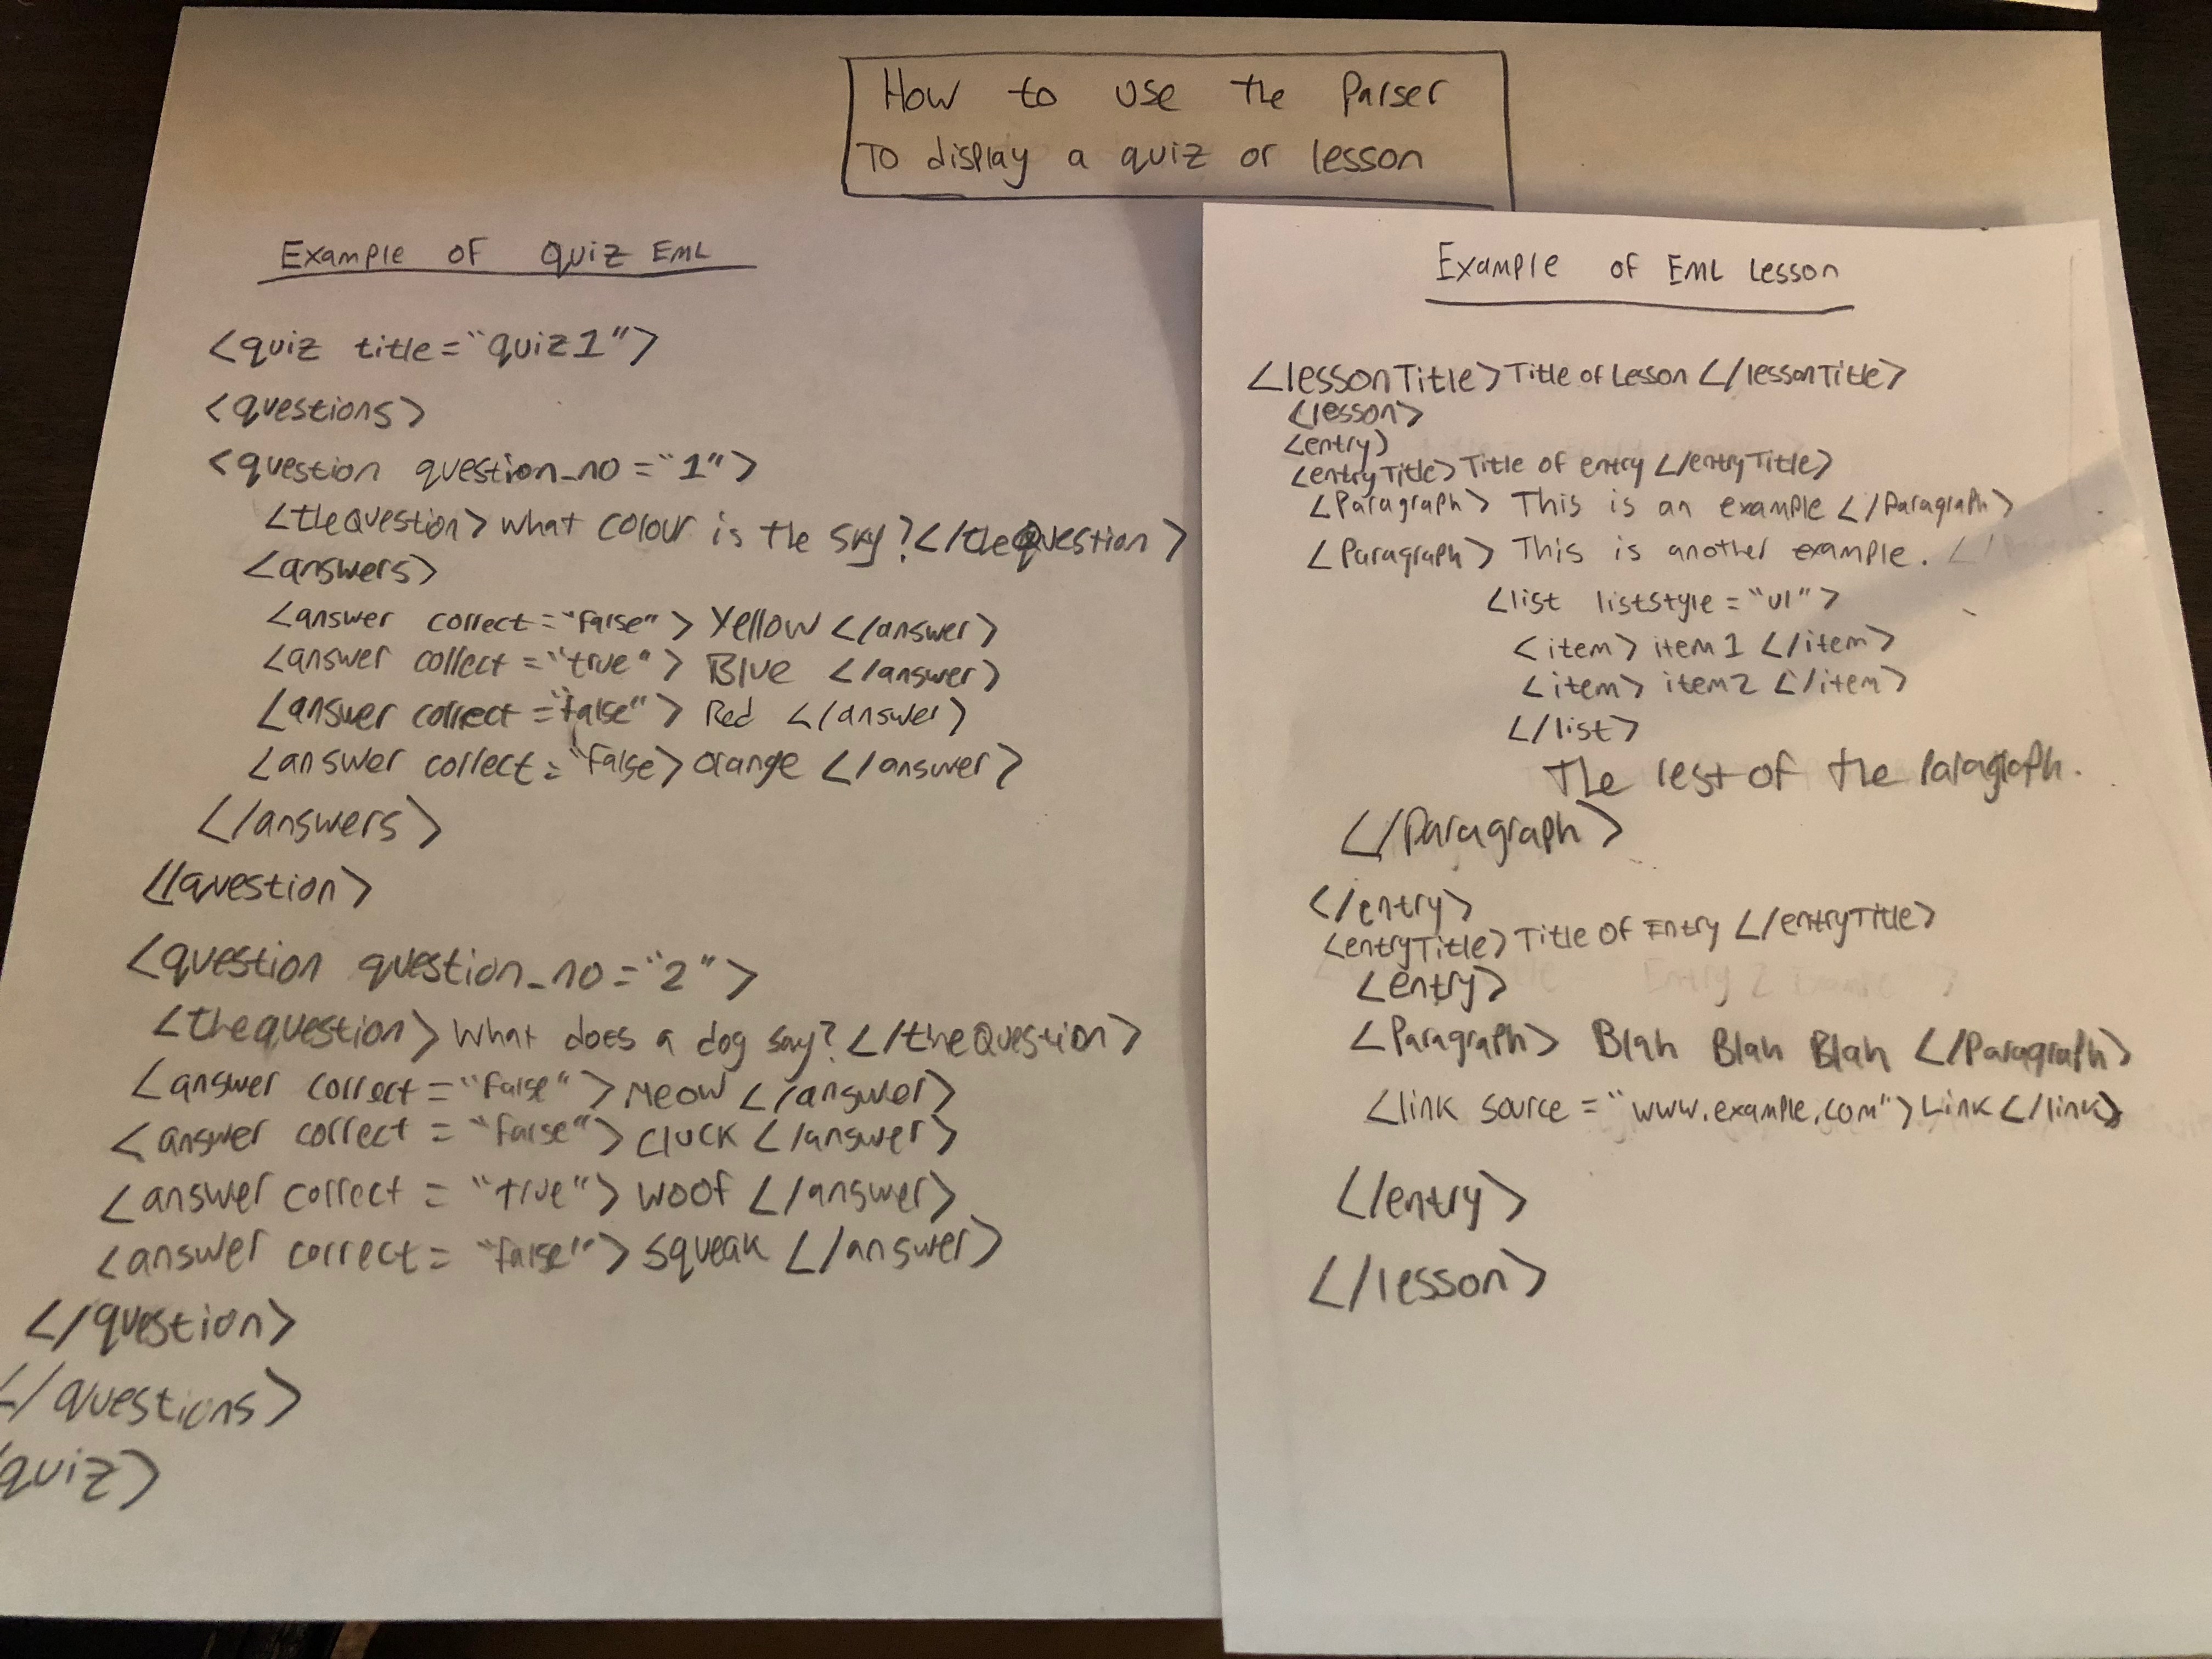 How to use the Parser
To display a quiz or lesson
Example of Quiz EML
<quiz title="quiz1">
<questions>
<question question_no="1">
<theQuestion> what colour is the sky?</theQuestion>
<answers>
<answer correct="false"> Yellow </answer>
<answer correct="true"> Blue </answer>
<answer correct="false"> Red </answer>
<answer correct="false> orange </answer>
</answers>
</question>
<question question_no="2">
<thequestion> What does a dog say?</theQuestion>
<answer correct="false"> Meow </answer>
<answer correct="false"> cluck </answer>
<answer correct="true"> woof </answer>
<answer correct="false"> squeak </answer>
</question>
</questions>
quiz>
Example of EML Lesson
<lessonTitle> Title of Lesson </lessonTitle>
<lesson>
<entry>
<entryTitle> Title of entry </entryTitle>
<Paragraph> This is an example </Paragraph>
<Paragraph> This is another example.
<list liststyle="ul">
<item> item1 </item>
<item> item2 </item>
</list>
The rest of the Paragraph.
</Paragraph>
</entry>
<entryTitle> Title of Entry </entryTitle>
<entry>
<Paragraph> Blah Blah Blah </Paragraph>
<link source="www.example.com"> Link </link>
</entry>
</lesson>